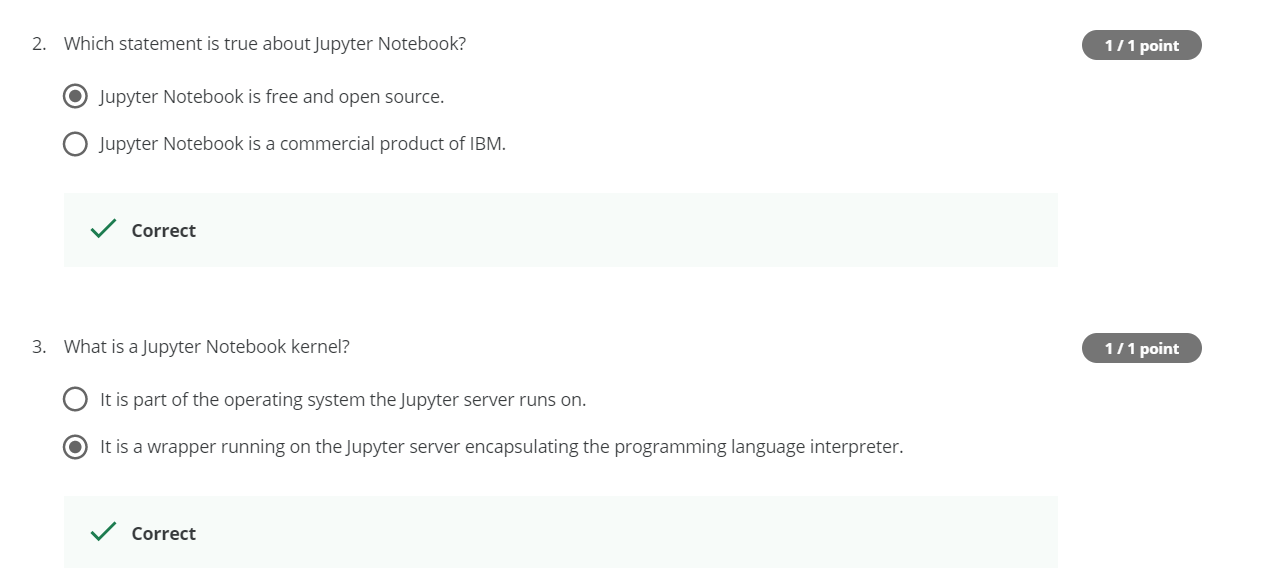 2. Which statement is true about Jupyter Notebook? 1 / 1 point
Jupyter Notebook is free and open source.
Jupyter Notebook is a commercial product of IBM.
Correct
3. What is a Jupyter Notebook kernel? 1 / 1 point
It is part of the operating system the Jupyter server runs on.
It is a wrapper running on the Jupyter server encapsulating the programming language interpreter.
Correct